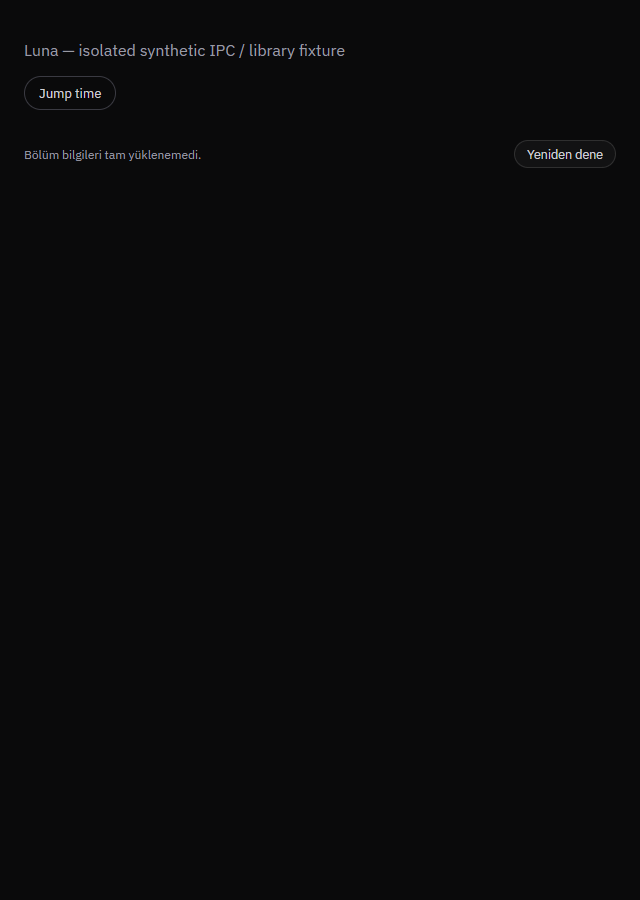 Luna — isolated synthetic IPC / library fixture
Jump time
Bölüm bilgileri tam yüklenemedi.
Yeniden dene